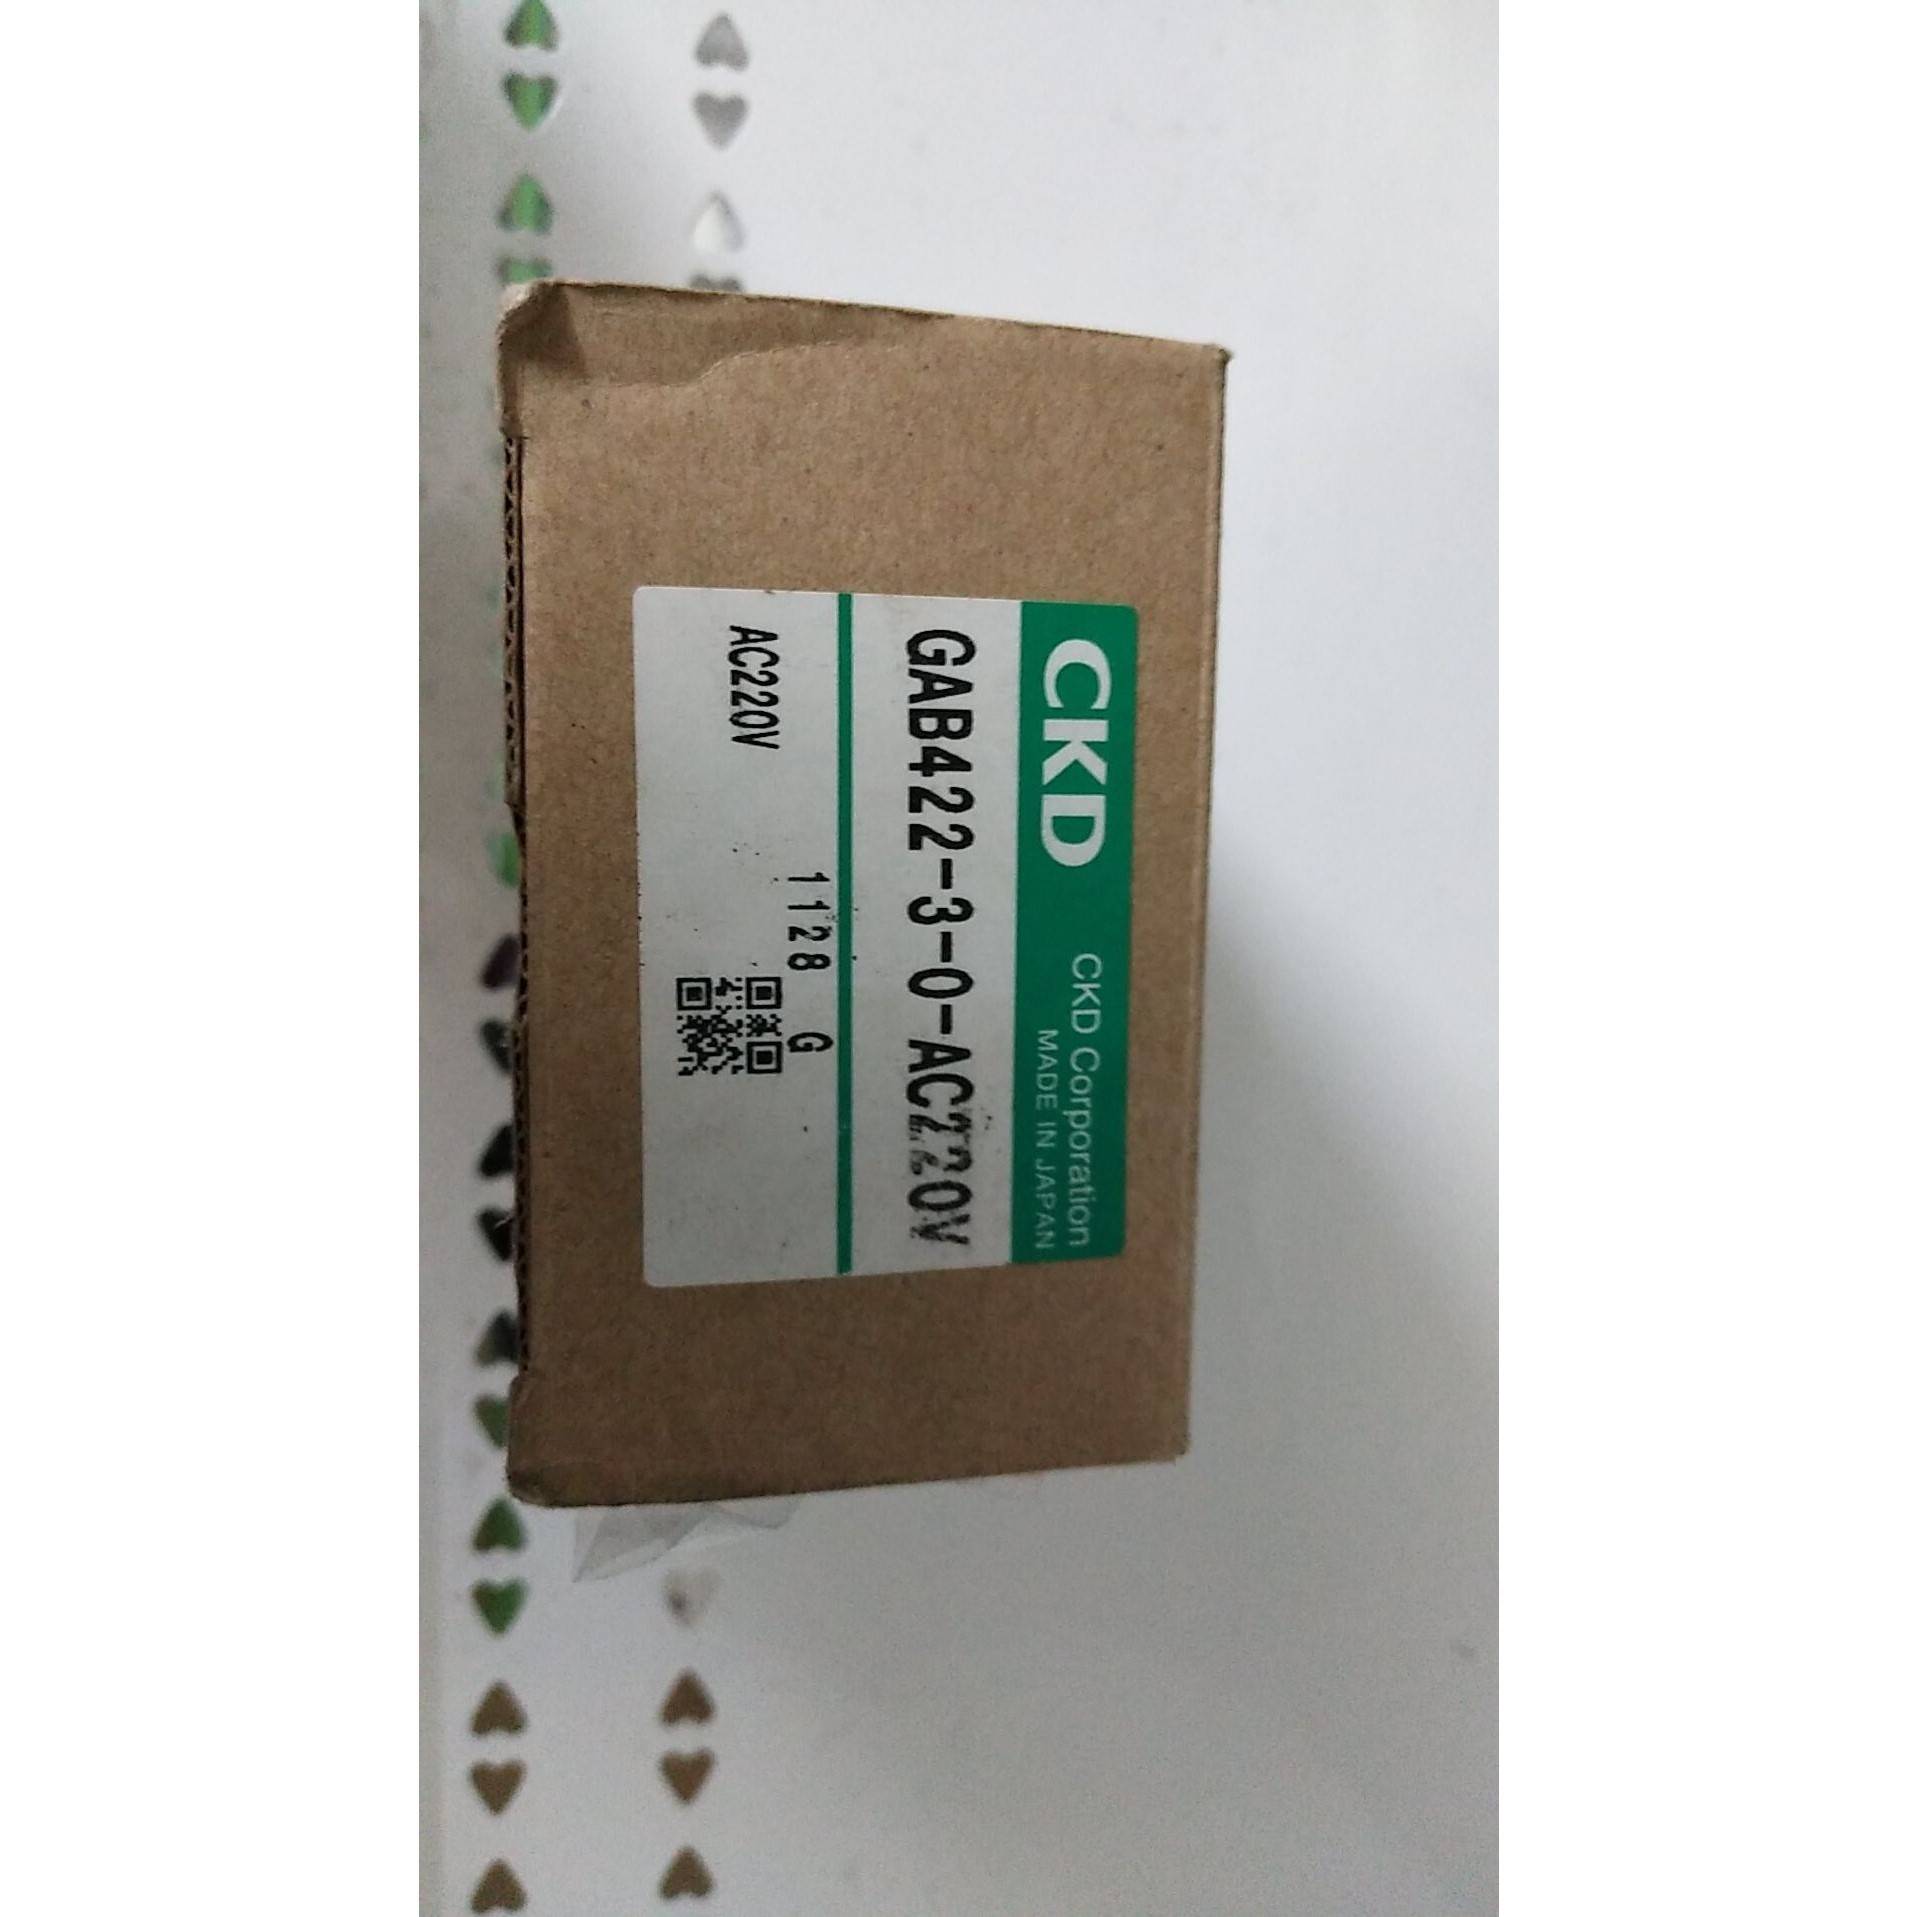 CKD
CKD Corporation
MADE IN JAPAN
GAB422-3-0-AC220V
1128 G
AC220V